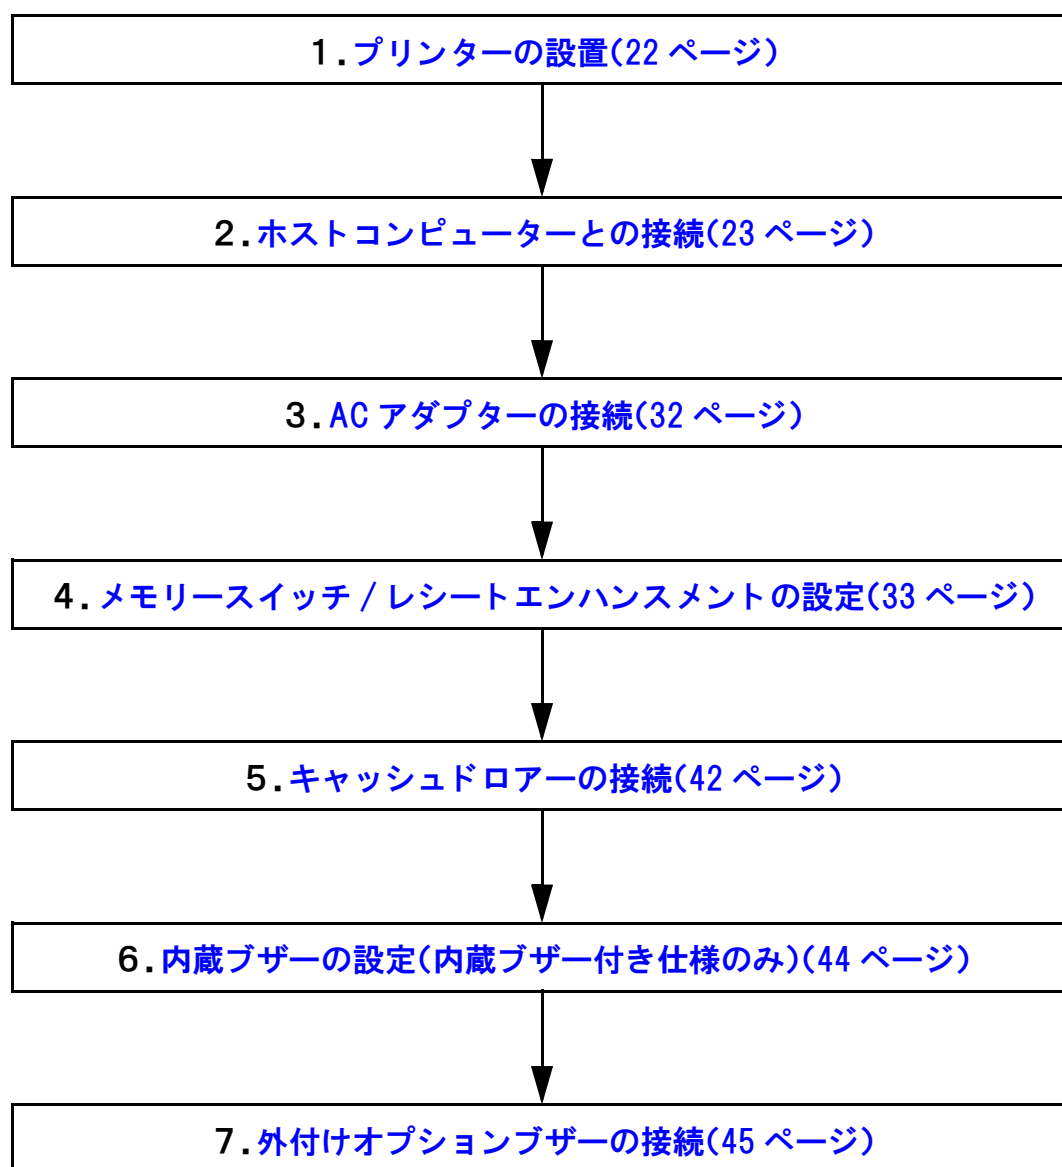 1.プリンターの設置(22 ページ)
2.ホストコンピューターとの接続(23 ページ)
3.AC アダプターの接続(32 ページ)
4.メモリースイッチ / レシートエンハンスメントの設定(33 ページ)
5.キャッシュドロアーの接続(42 ページ)
6.内蔵ブザーの設定(内蔵ブザー付き仕様のみ)(44 ページ)
7.外付けオプションブザーの接続(45 ページ)